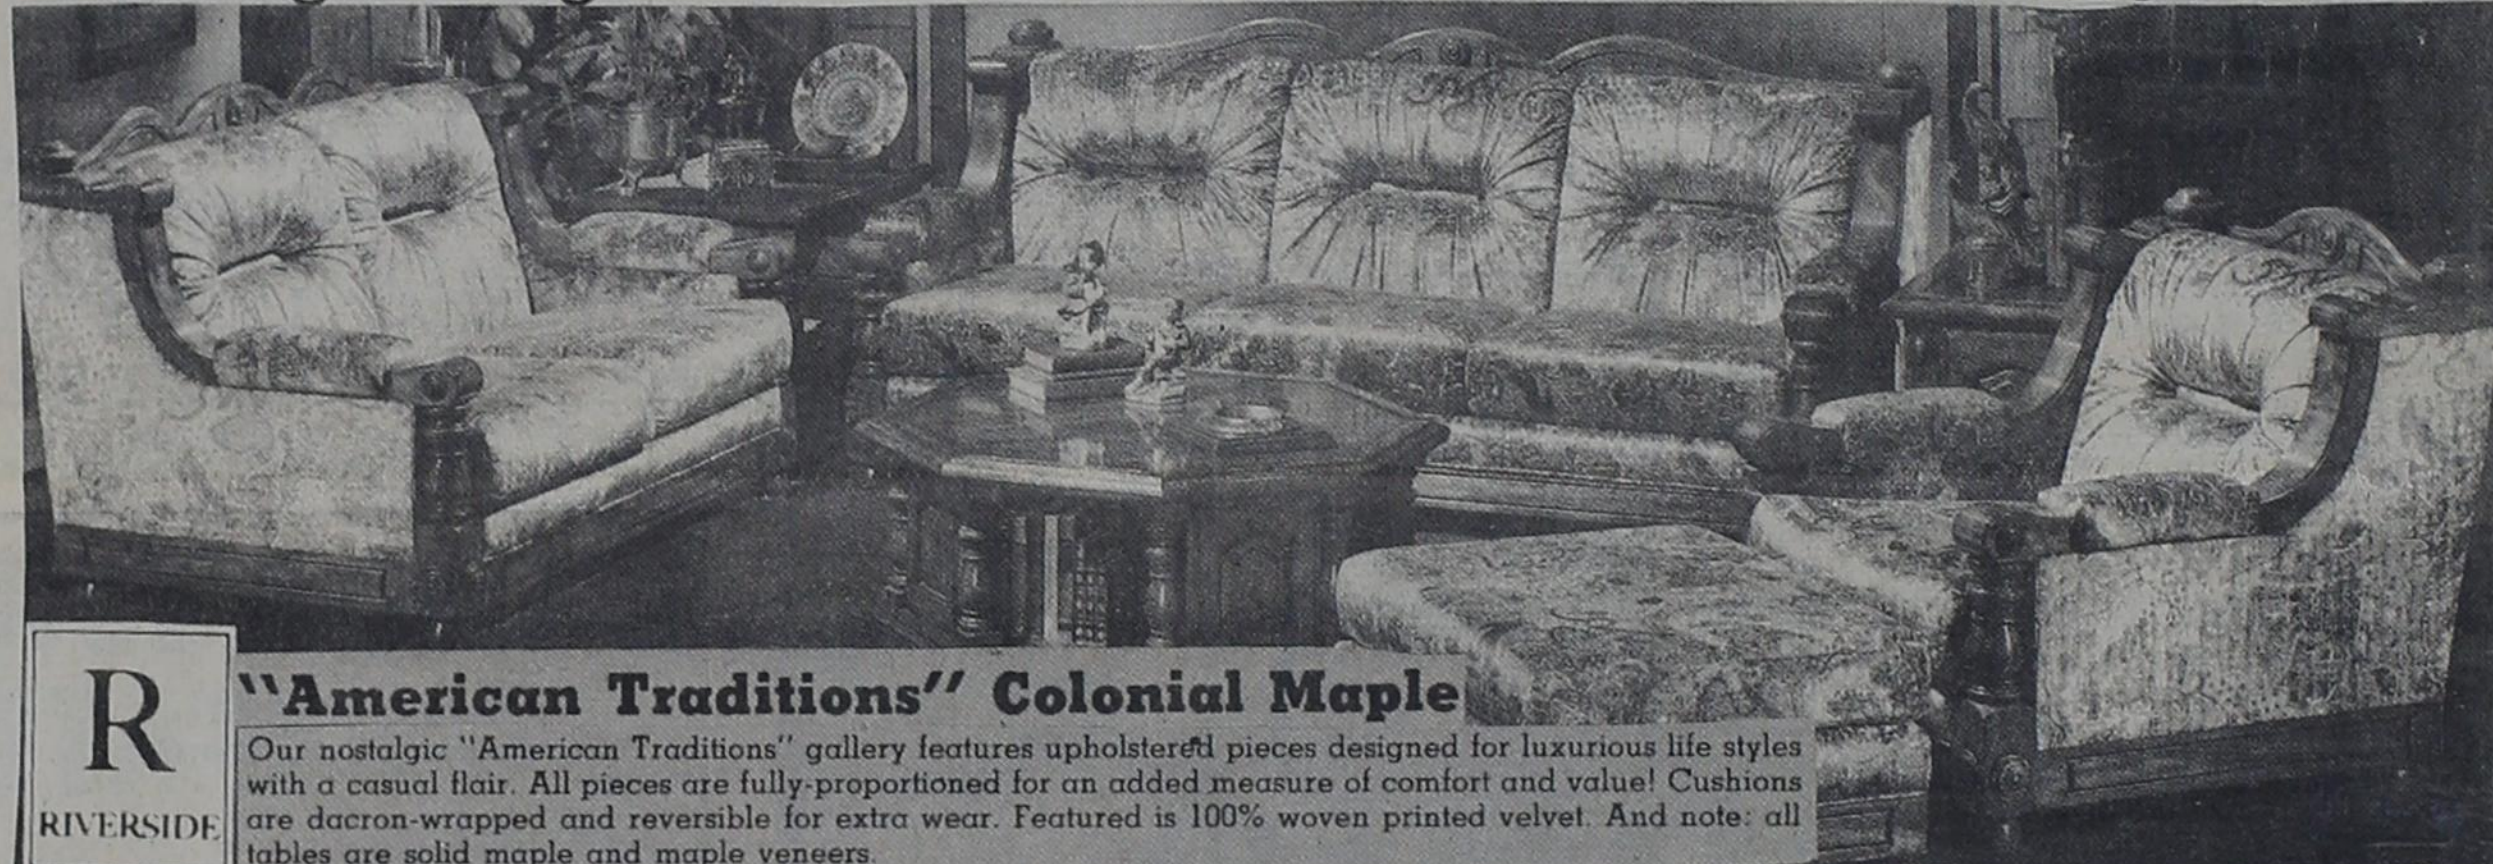 "American Traditions" Colonial Maple
R
RIVERSIDE
Our nostalgic "American Traditions" gallery features upholstered pieces designed for luxurious life styles
with a casual flair. All pieces are fully-proportioned for an added measure of comfort and value! Cushions
are dacron-wrapped and reversible for extra wear. Featured is 100% woven printed velvet. And note: all
tables are solid maple and maple veneers.